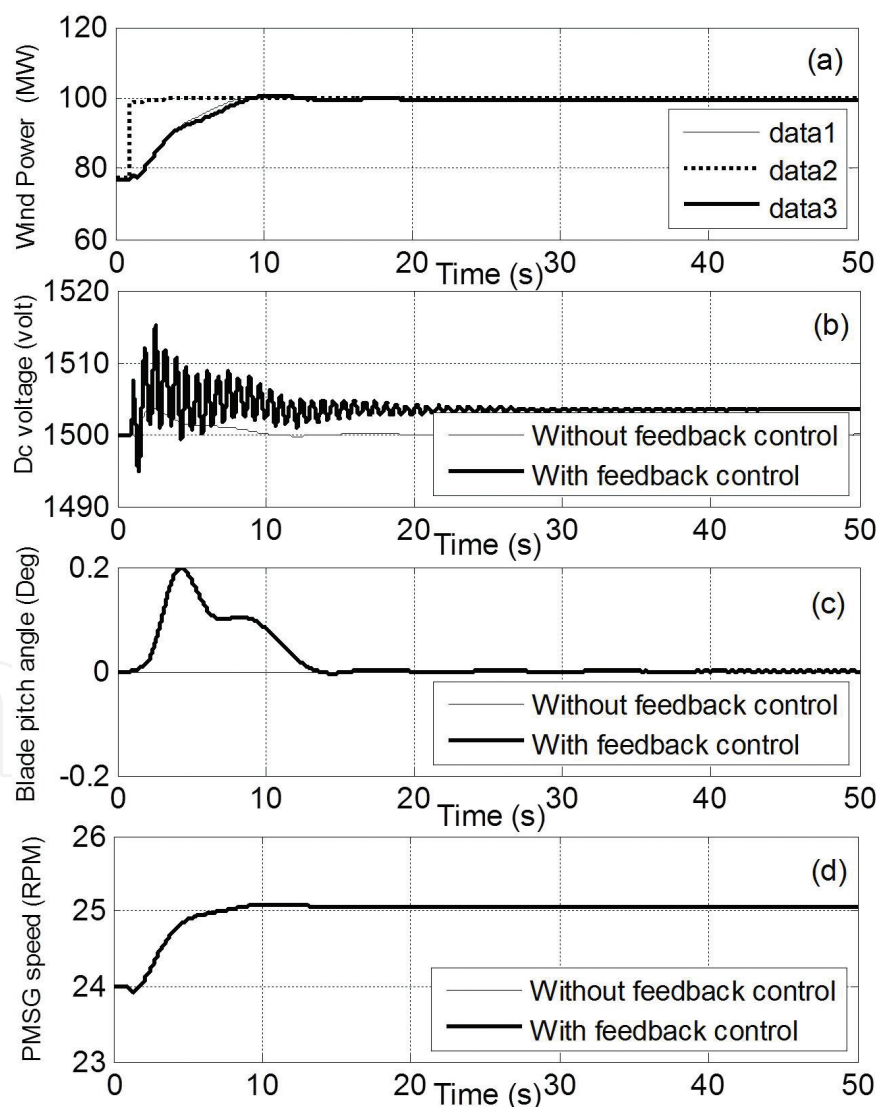 120
100
80
60
Wind Power (MW)
(a)
data1
data2
data3
0
10
20
30
40
50
Time (s)
1520
1510
1500
1490
Dc voltage (volt)
(b)
Without feedback control
With feedback control
0
10
20
30
40
50
Time (s)
0.2
0
-0.2
Blade pitch angle (Deg)
(c)
Without feedback control
With feedback control
0
10
20
30
40
50
Time (s)
26
25
24
23
PMSG speed (RPM)
(d)
Without feedback control
With feedback control
0
10
20
30
40
50
Time (s)